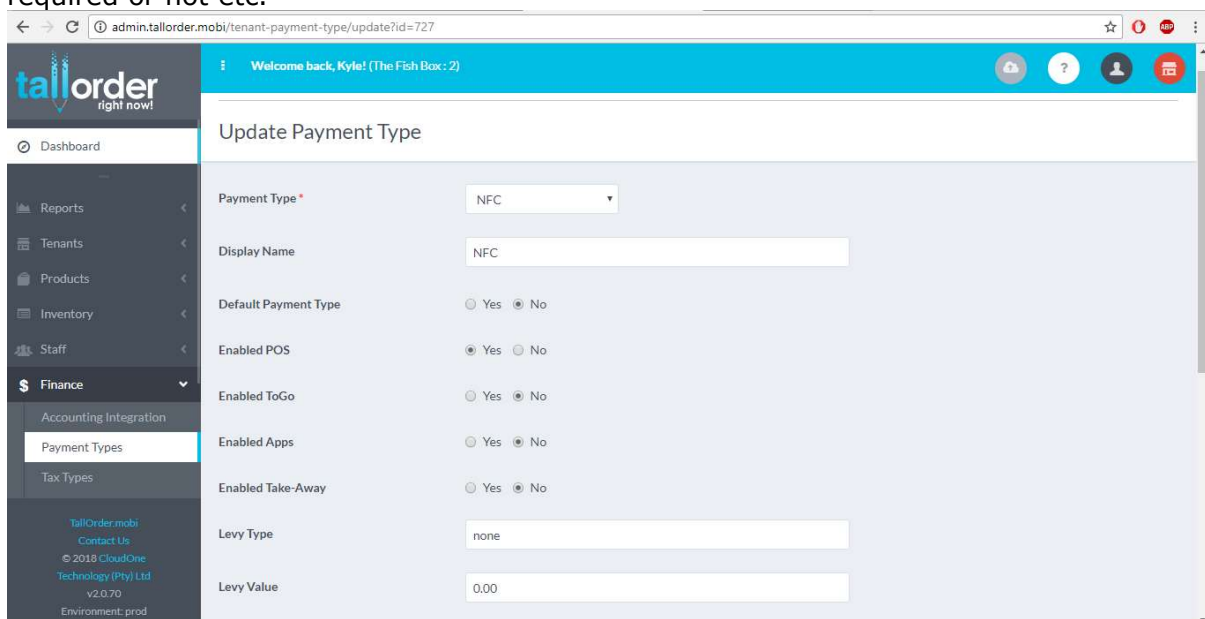 required or not etc.
admin.tallorder.mobi/tenant-payment-type/update?id=727
ABP
tallorder
right now!
Welcome back, Kyle! (The Fish Box : 2)
?
Update Payment Type
Dashboard
Reports
Tenants
Products
Inventory
Staff
$ Finance
Accounting Integration
Payment Types
Tax Types
TallOrder.mobi
Contact Us
© 2018 CloudOne
Technology (Pty) Ltd
v2.0.70
Environment: prod
Payment Type * NFC
Display Name NFC
Default Payment Type Yes No
Enabled POS Yes No
Enabled ToGo Yes No
Enabled Apps Yes No
Enabled Take-Away Yes No
Levy Type none
Levy Value 0.00